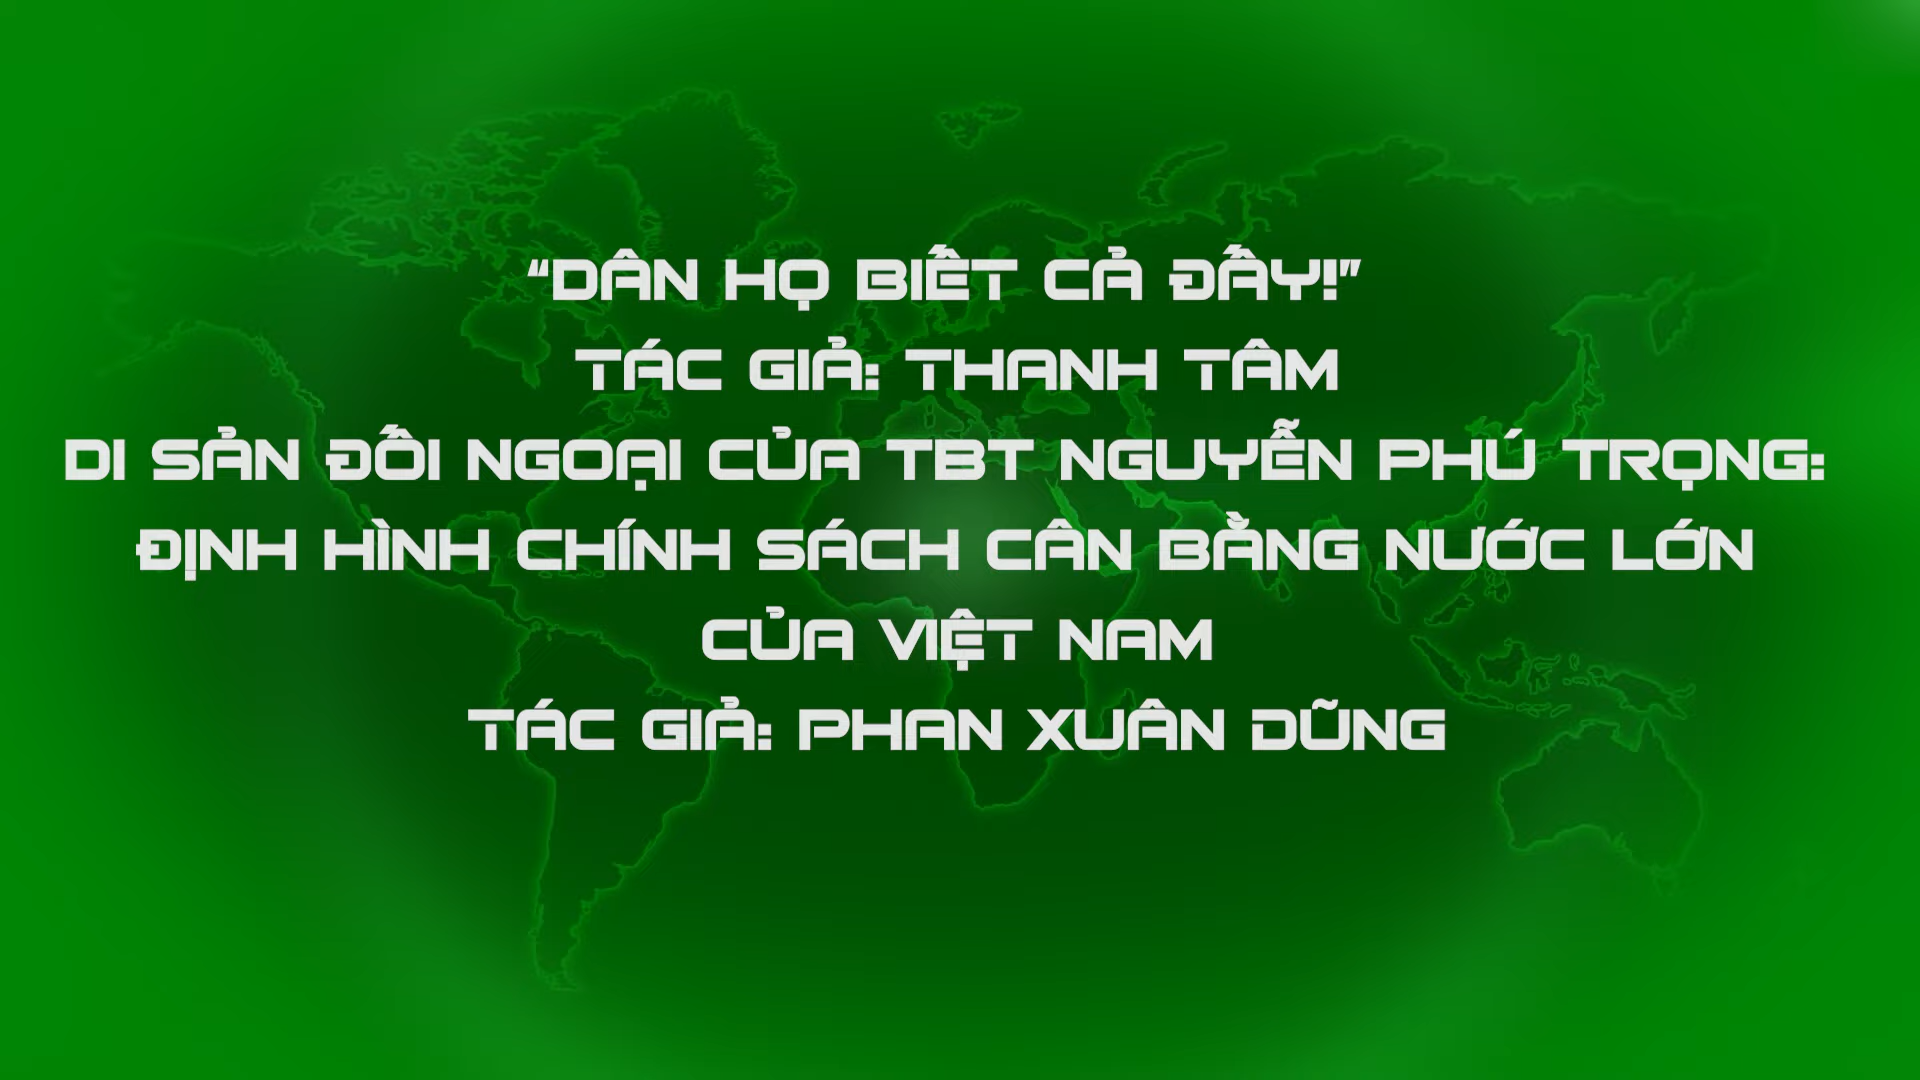 “DÂN HỌ BIẾT CẢ ĐẤY!”
TÁC GIẢ: THANH TÂM
DI SẢN ĐỐI NGOẠI CỦA TBT NGUYỄN PHÚ TRỌNG:
ĐỊNH HÌNH CHÍNH SÁCH CÂN BẰNG NƯỚC LỚN
CỦA VIỆT NAM
TÁC GIẢ: PHAN XUÂN DŨNG